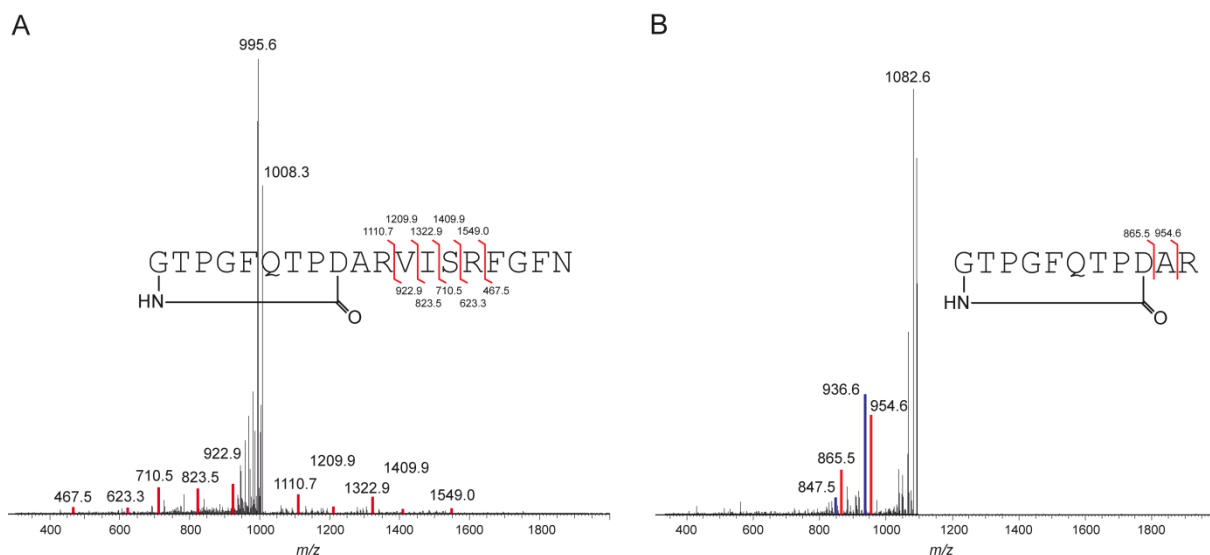 A
995.6
1008.3
1209.9 1409.9
1110.7 1322.9 1549.0
GTPGFQTPDARVISRFGFN
922.9 710.5 467.5
823.5 623.3
HN
O
467.5
623.3
710.5
823.5
922.9
1110.7
1209.9
1322.9
1409.9
1549.0
400 600 800 1000 1200 1400 1600 1800
m/z
B
1082.6
865.5 954.6
GTPGFQTPDAR
HN
O
936.6
954.6
865.5
847.5
400 600 800 1000 1200 1400 1600 1800
m/z